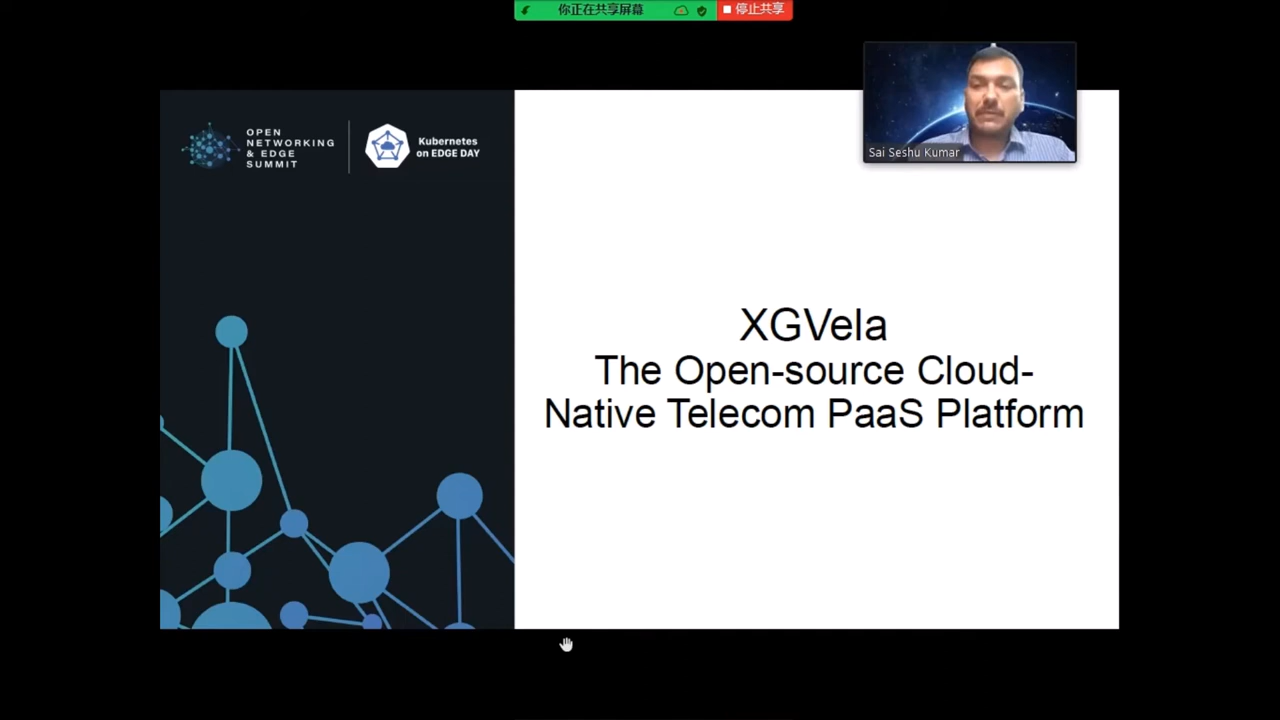 你正在共享屏幕
停止共享
Sai Seshu Kumar
OPEN
NETWORKING
& EDGE
SUMMIT
Kubernetes
on EDGE DAY
XGVela
The Open-source Cloud-
Native Telecom PaaS Platform